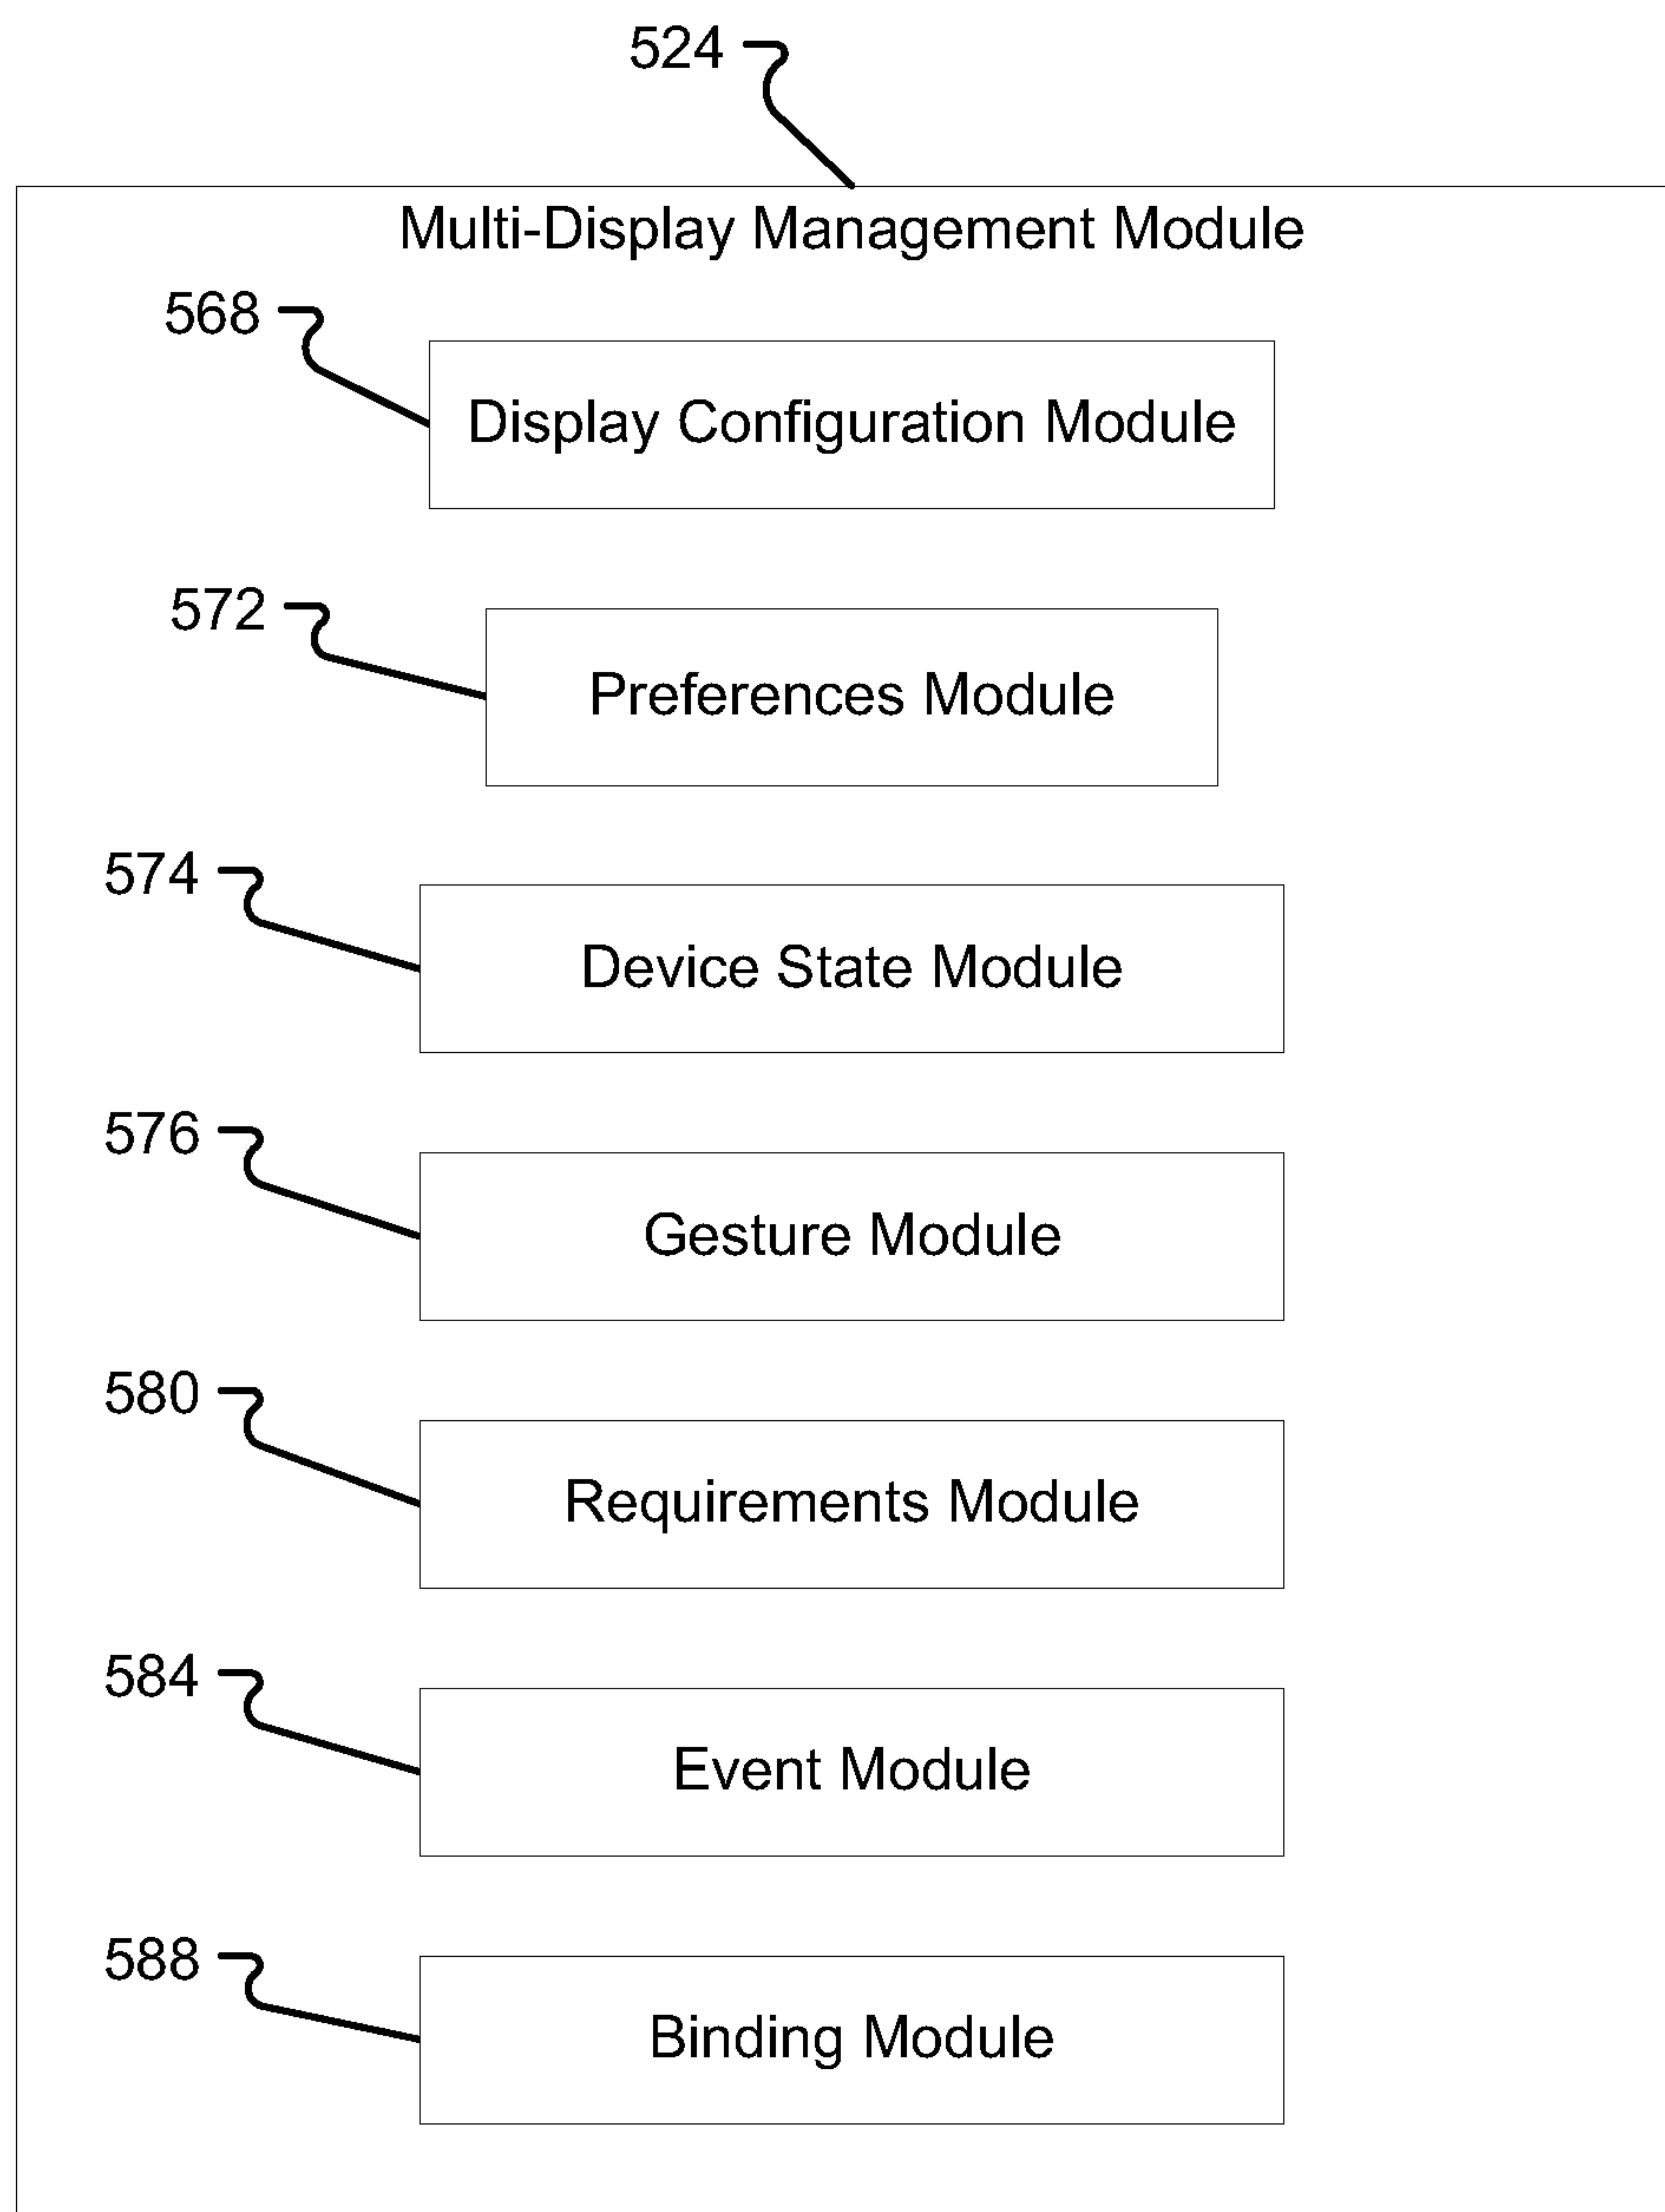 524
Multi-Display Management Module
568
Display Configuration Module
572
Preferences Module
574
Device State Module
576
Gesture Module
580
Requirements Module
584
Event Module
588
Binding Module